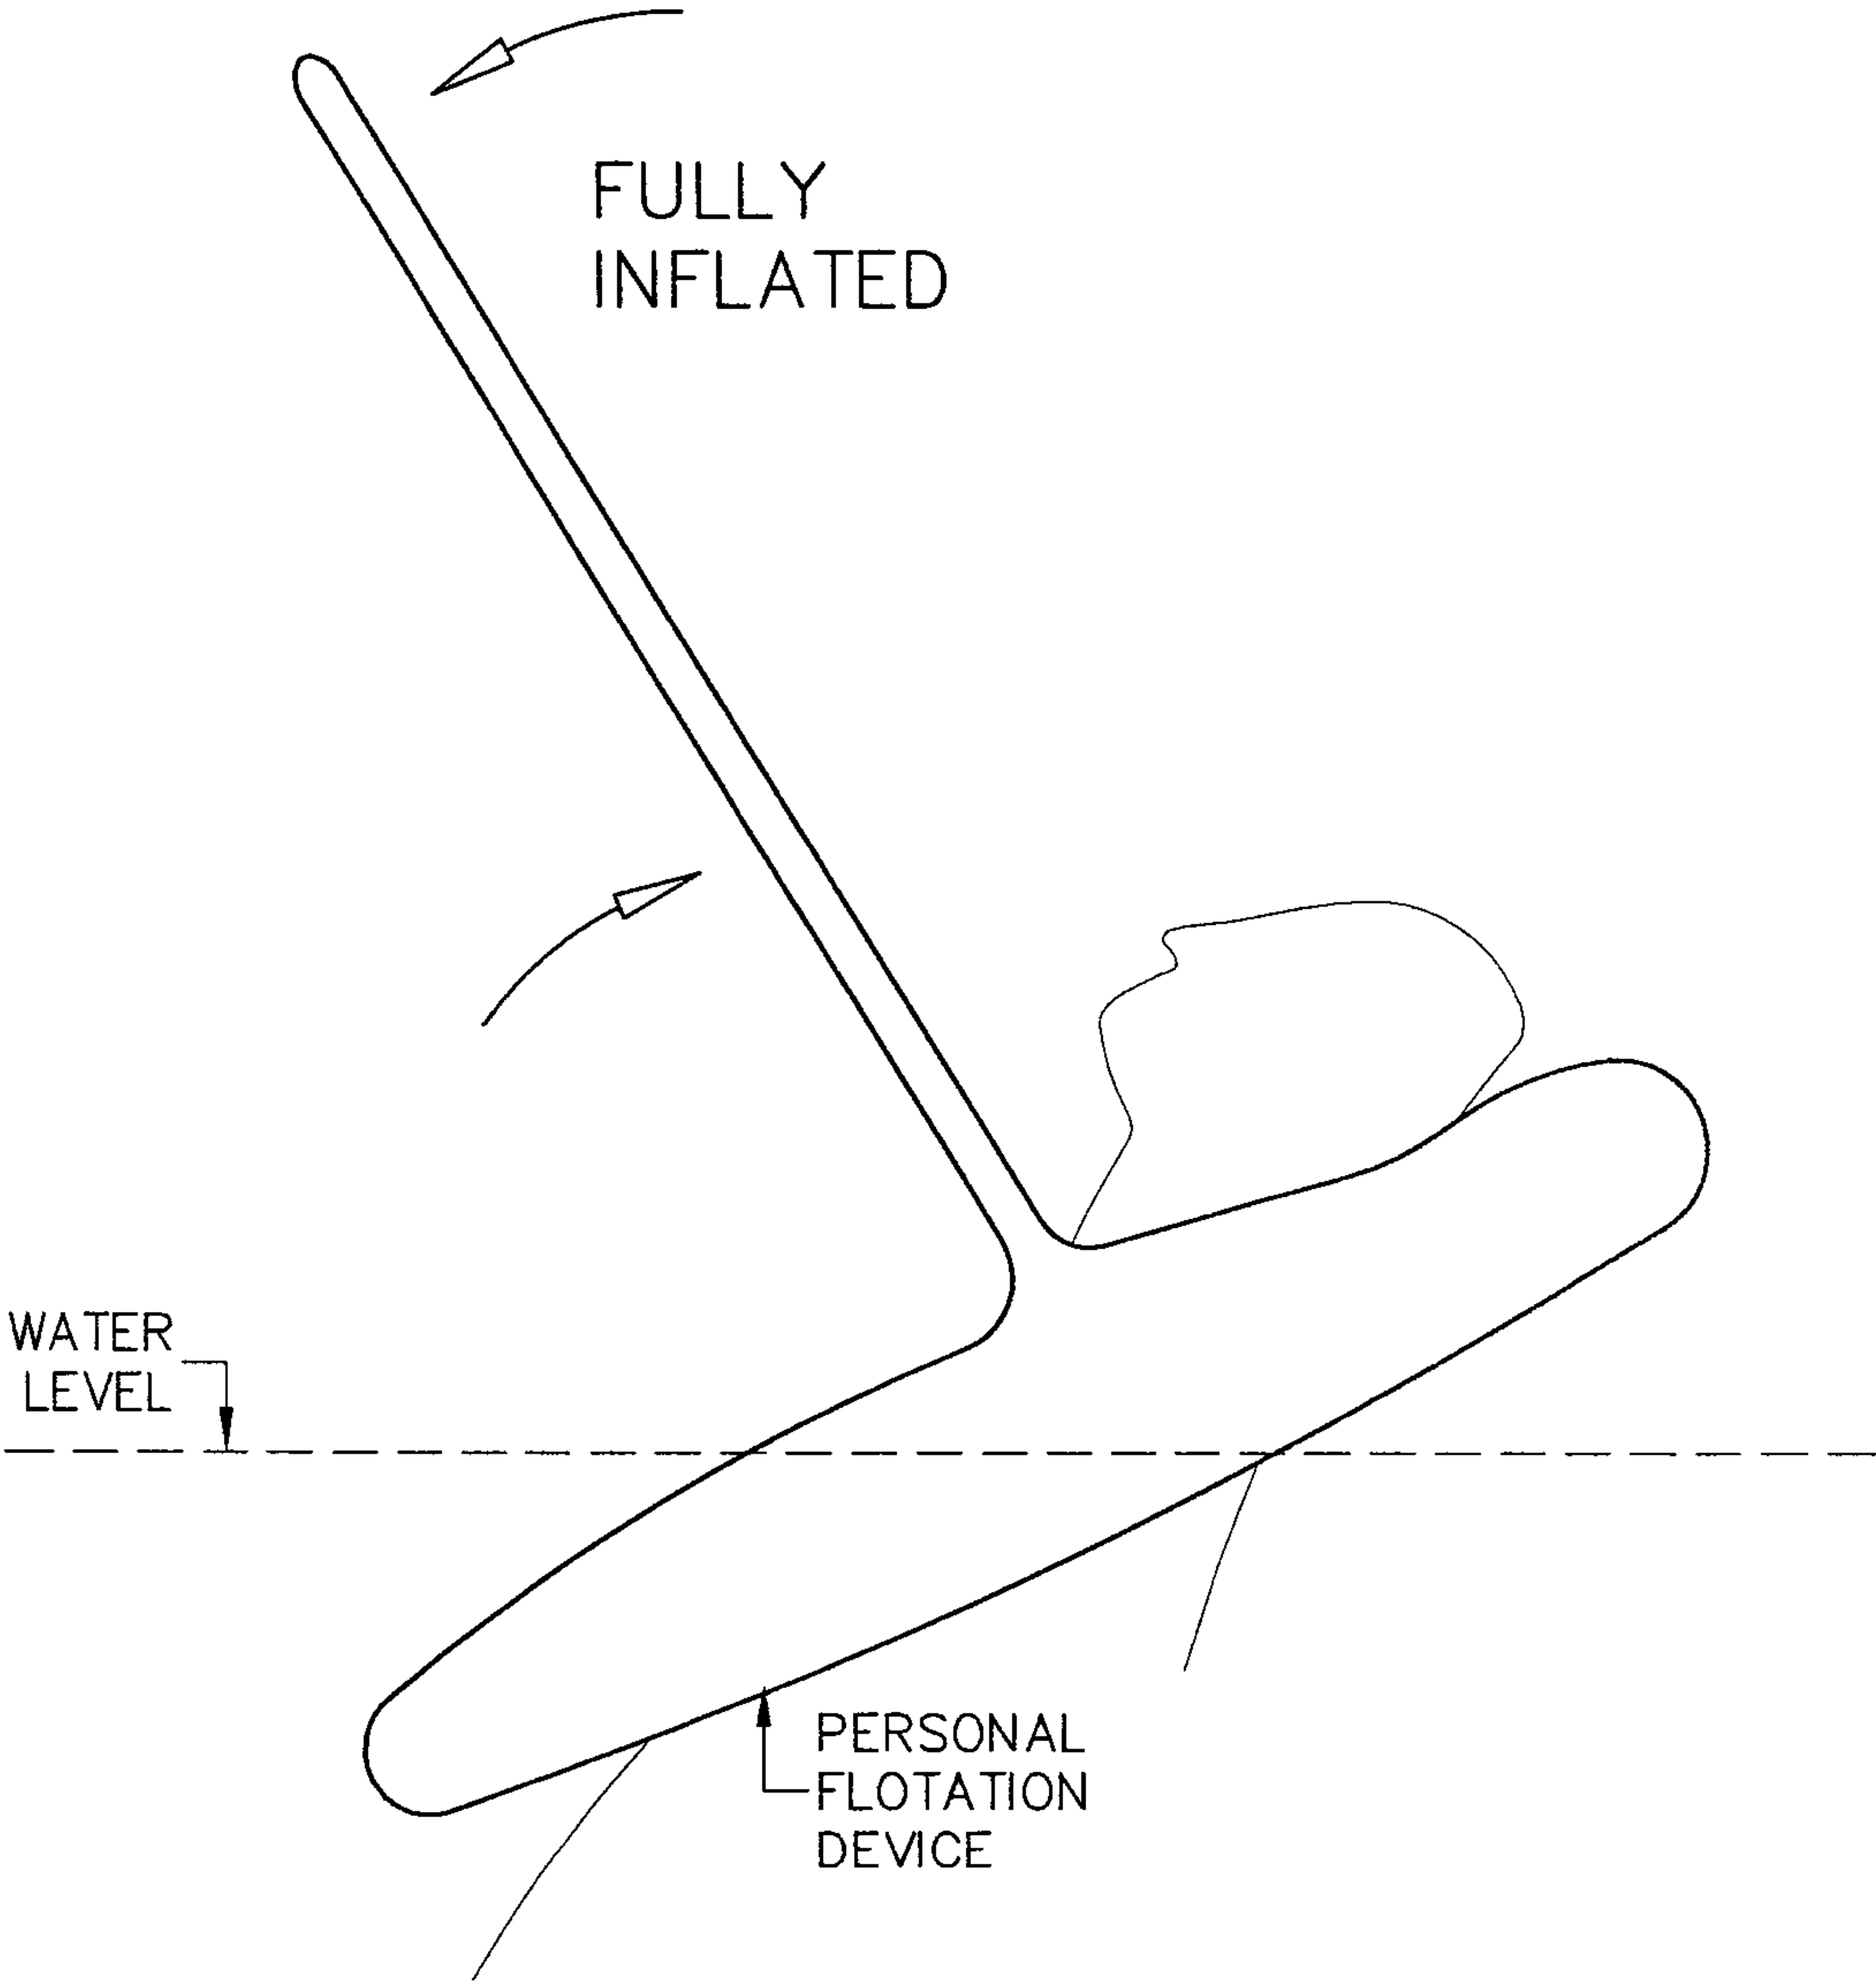 FULLY
INFLATED
WATER
LEVEL
PERSONAL
FLOTATION
DEVICE